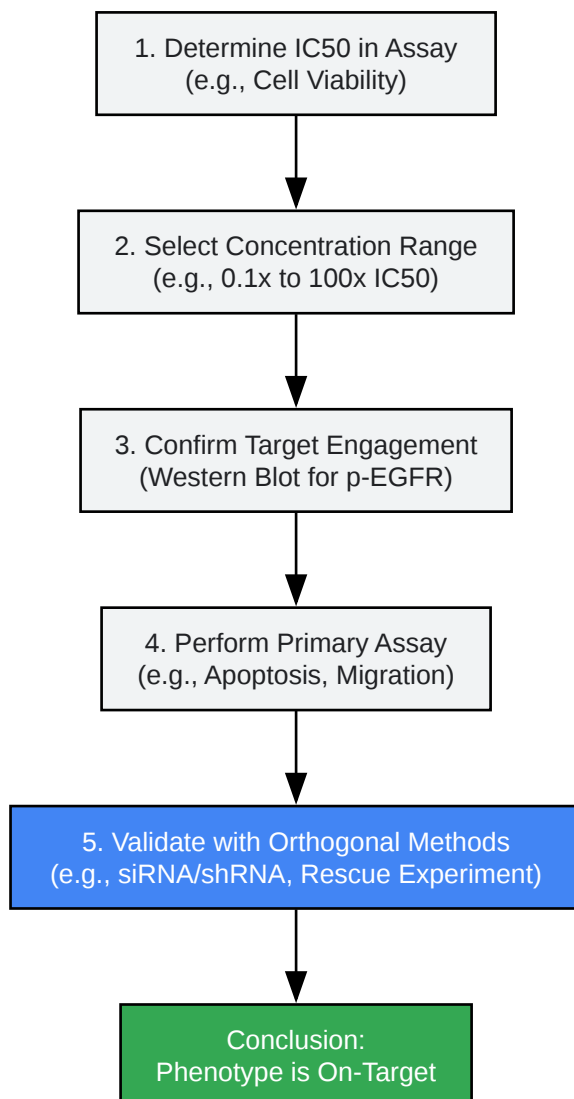 1. Determine IC50 in Assay
(e.g., Cell Viability)
2. Select Concentration Range
(e.g., 0.1x to 100x IC50)
3. Confirm Target Engagement
(Western Blot for p-EGFR)
4. Perform Primary Assay
(e.g., Apoptosis, Migration)
5. Validate with Orthogonal Methods
(e.g., siRNA/shRNA, Rescue Experiment)
Conclusion:
Phenotype is On-Target